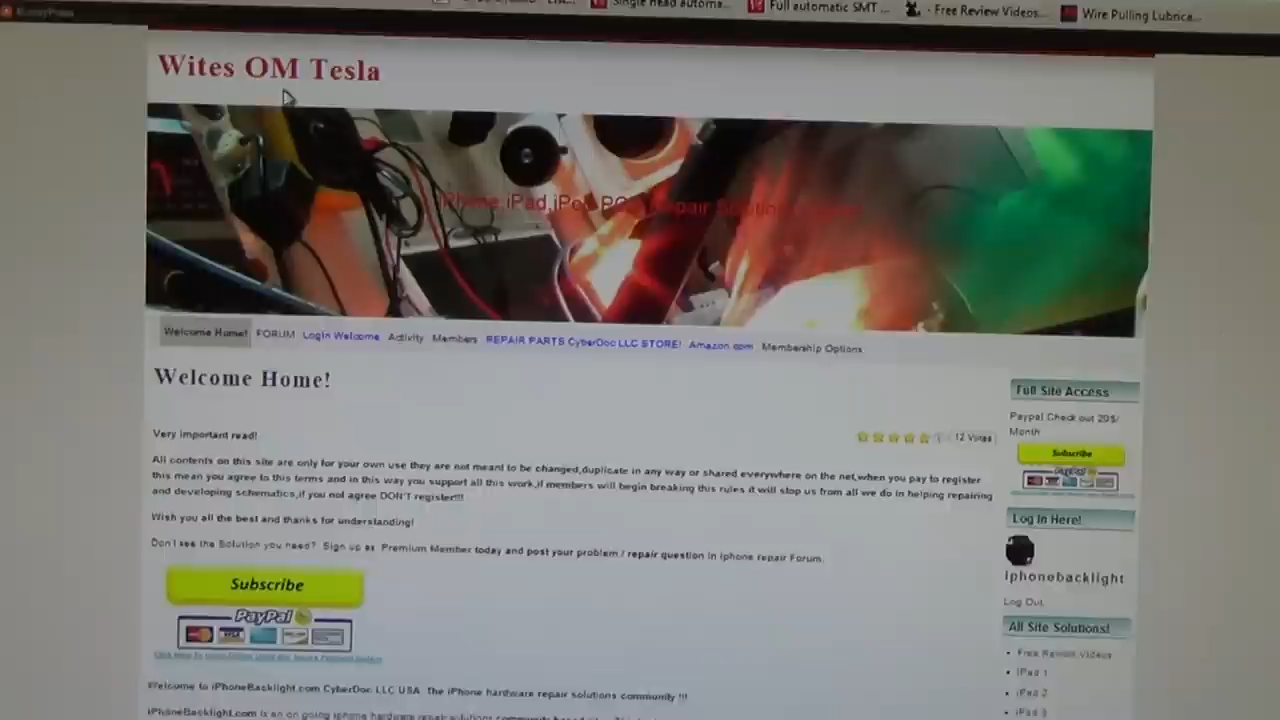 Single head automa...
Full automatic SMT ...
Free Review Videos...
Wire Pulling Lubrica...
Wites OM Tesla
Welcome Home! FORUM Login Welcome Activity Members REPAIR PARTS CyberDoc LLC STORE! Amazon.com Membership Options
Welcome Home!
Very important read!
12 Votes
All contents on this site are only for your own use they are not meant to be changed,duplicate in any way or shared everywhere on the net,when you pay to register
this mean you agree to this terms and in this way you support all this work,if members will begin breaking this rules it will stop us from all we do in helping repairing
and developing schematics,if you not agree DON'T register!!!
Wish you all the best and thanks for understanding!
Don t see the Solution you need? Sign up as Premium Member today and post your problem / repair question in iphone repair Forum.
Subscribe
PayPal
Welcome to iPhoneBacklight.com CyberDoc LLC USA The iPhone hardware repair solutions community !!!
iPhoneBacklight.com is an on going iphone hardware repair solutions community
Full Site Access
Paypal Check out 20$/
Month
Subscribe
PayPal
Log In Here!
iphonebacklight
Log Out
All Site Solutions!
Free Review Videos
iPad 1
iPad 2
iPad 3